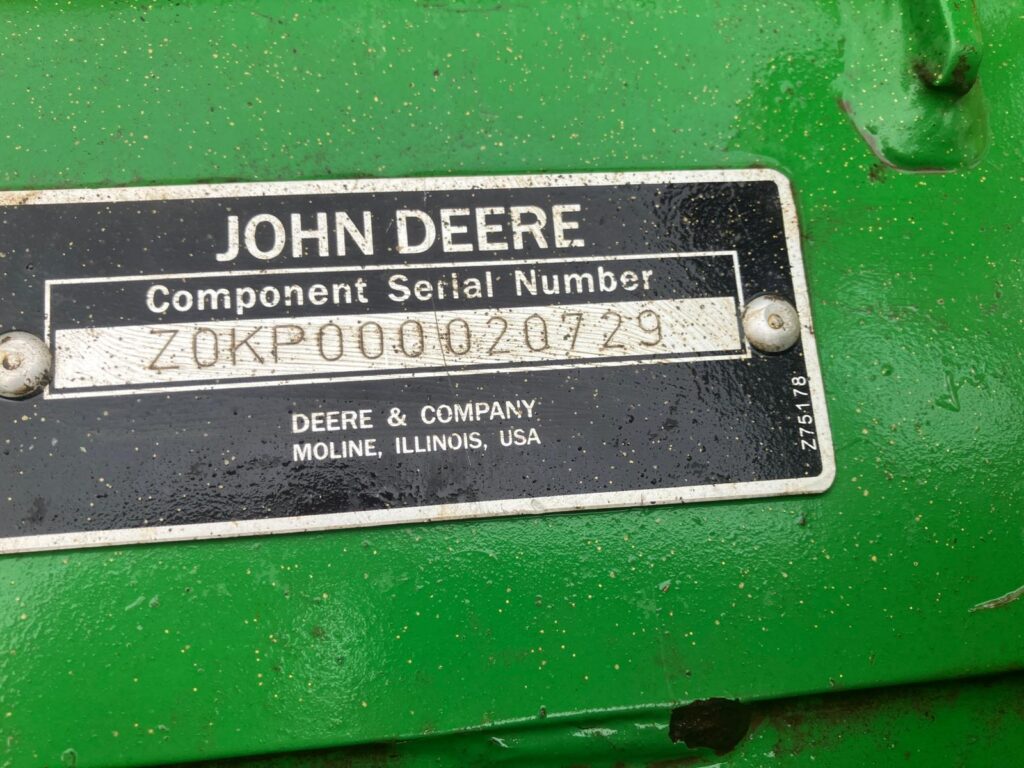 JOHN DEERE
Component Serial Number
Z0KP000020729
DEERE & COMPANY
MOLINE, ILLINOIS, USA
Z75178